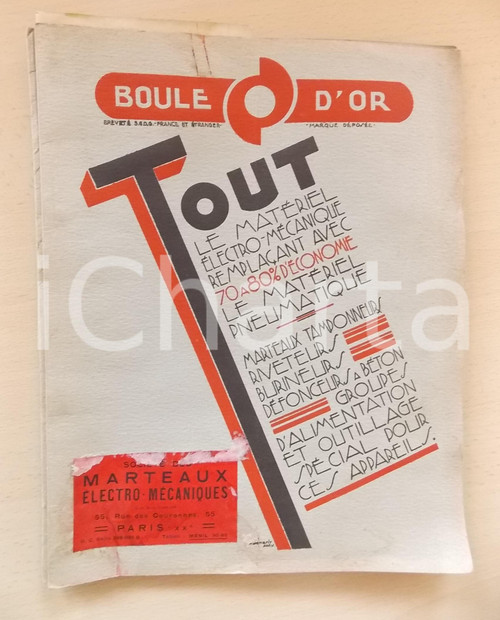 BOULE D'OR
BREVETÉ S.G.D.G. FRANCE ET ÉTRANGER
MARQUE DÉPOSÉE
TOUT
LE MATÉRIEL
ÉLECTRO-MÉCANIQUE
REMPLAÇANT AVEC
70 À 80% D'ÉCONOMIE
LE MATÉRIEL
PNEUMATIQUE
MARTEAUX TAMPONNEURS
RIVETEURS
BURINEURS
DÉFONCEURS À BÉTON
GROUPES
D'ALIMENTATION
ET OUTILLAGE
SPÉCIAL POUR
CES APPAREILS.
SOCIÉTÉ DES
MARTEAUX
ÉLECTRO-MÉCANIQUES
PARIS
iCharta